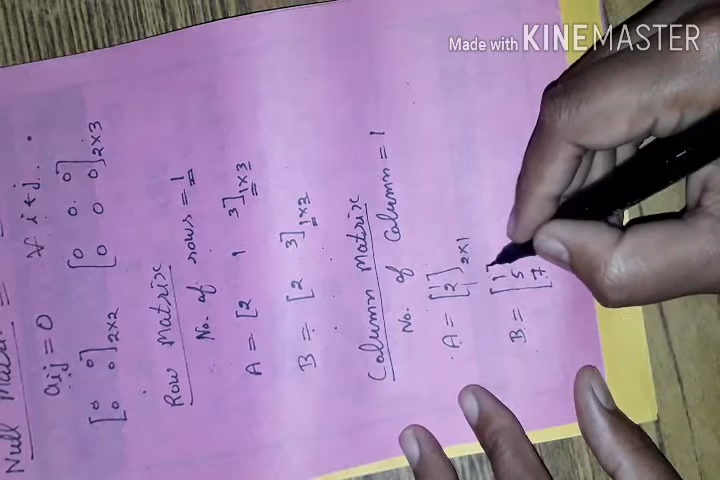 Made with KINEMASTER
Null Matrix =
aij = 0 ∀ i & j...
[0 0
0 0]2×2 [0 0 0
0 0 0]2×3
Row Matrix
No. of rows = 1
A = [2 1 3]1×3
B = [2 3]1×2
Column Matrix
No. of Column = 1
A = [1
2]2×1
B = [1
5
7